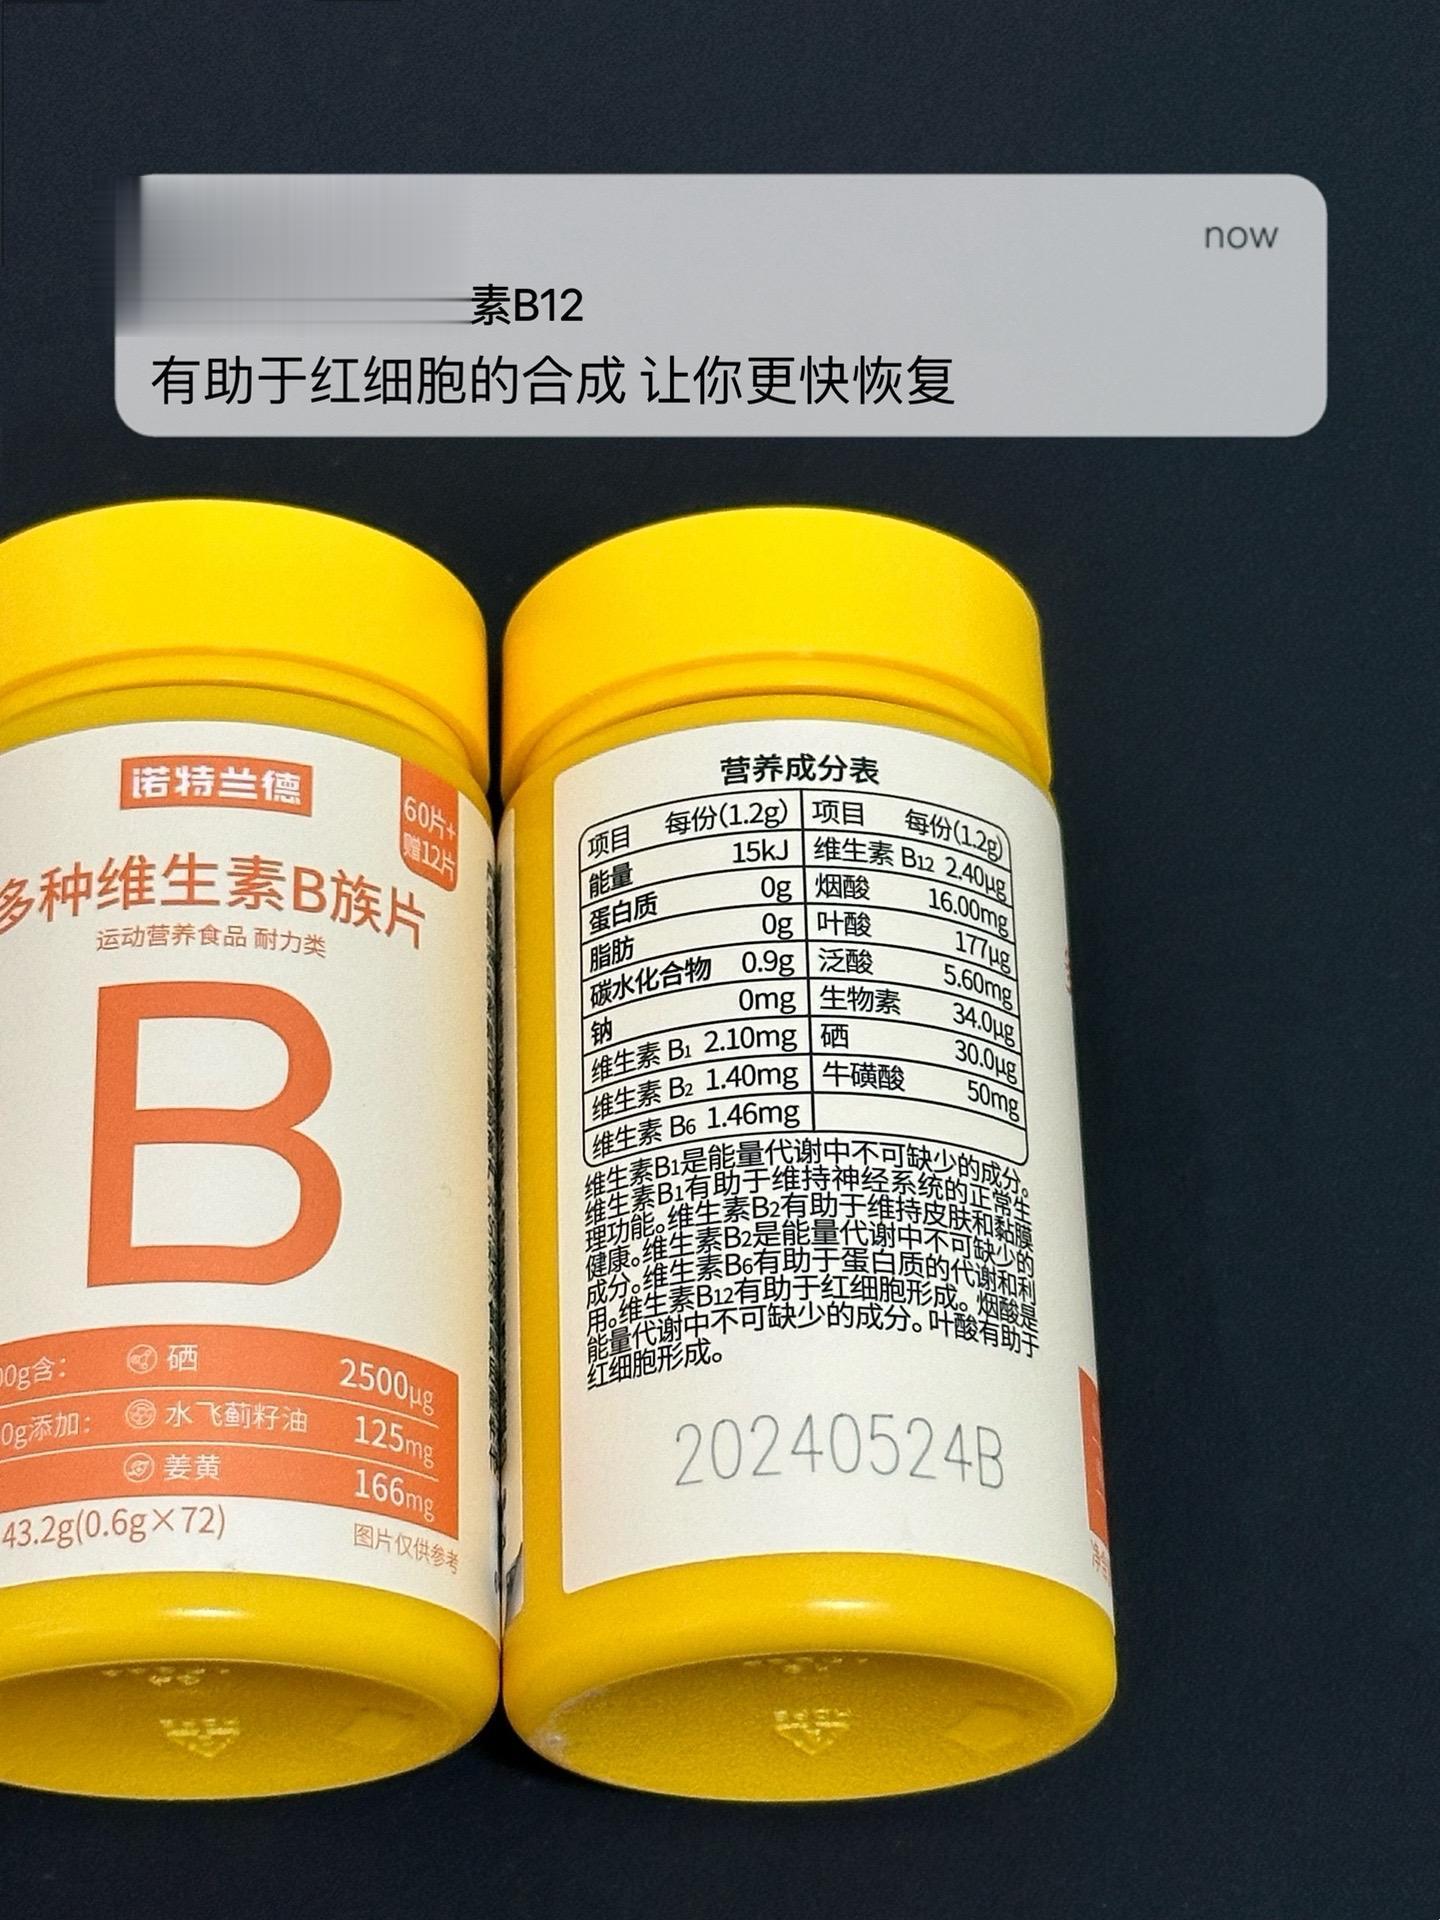 now
素B12
有助于红细胞的合成 让你更快恢复
诺特兰德
60片+
赠12片
多种维生素B族片
运动营养食品 耐力类
B
00g含： 硒 2500μg
0g添加： 水飞蓟籽油 125mg
姜黄 166mg
43.2g(0.6g×72)
图片仅供参考
营养成分表
项目 每份(1.2g) 项目 每份(1.2g)
能量 15kJ 维生素 B12 2.40μg
蛋白质 0g 烟酸 16.00mg
脂肪 0g 叶酸 177μg
碳水化合物 0.9g 泛酸 5.60mg
钠 0mg 生物素 34.0μg
维生素 B1 2.10mg 硒 30.0μg
维生素 B2 1.40mg 牛磺酸 50mg
维生素 B6 1.46mg
维生素B1是能量代谢中不可缺少的成分。
维生素B1有助于维持神经系统的正常生
理功能。维生素B2有助于维持皮肤和黏膜
健康。维生素B2是能量代谢中不可缺少的
成分。维生素B6有助于蛋白质的代谢和利
用。维生素B12有助于红细胞形成。烟酸是
能量代谢中不可缺少的成分。叶酸有助于
红细胞形成。
20240524B
净含